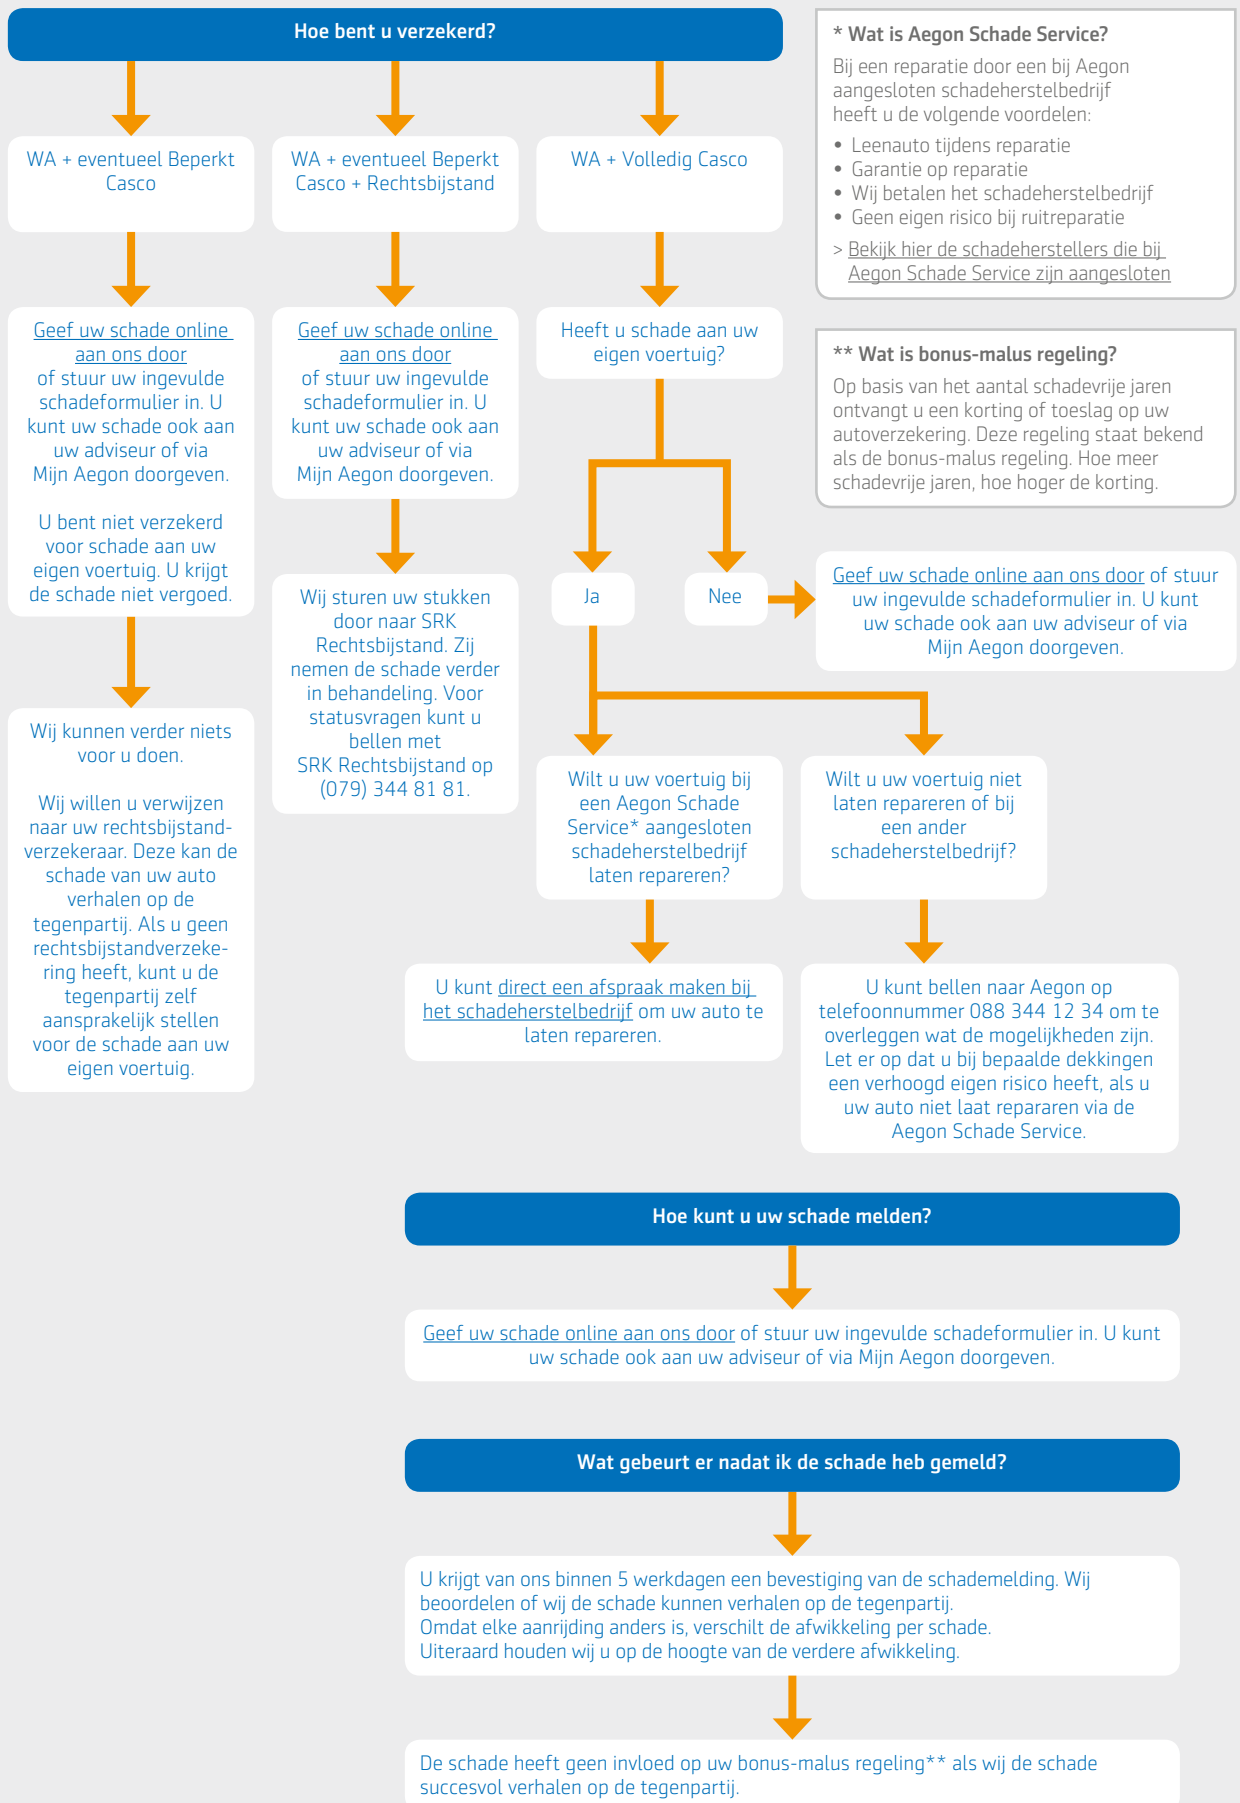 Hoe bent u verzekerd?
WA + eventueel Beperkt
Casco
WA + eventueel Beperkt
Casco + Rechtsbijstand
WA + Volledig Casco
* Wat is Aegon Schade Service?
Bij een reparatie door een bij Aegon
aangesloten schadeherstelbedrijf
heeft u de volgende voordelen:
• Leenauto tijdens reparatie
• Garantie op reparatie
• Wij betalen het schadeherstelbedrijf
• Geen eigen risico bij ruitreparatie
> Bekijk hier de schadeherstellers die bij
Aegon Schade Service zijn aangesloten
** Wat is bonus-malus regeling?
Op basis van het aantal schadevrije jaren
ontvangt u een korting of toeslag op uw
autoverzekering. Deze regeling staat bekend
als de bonus-malus regeling. Hoe meer
schadevrije jaren, hoe hoger de korting.
Geef uw schade online
aan ons door
of stuur uw ingevulde
schadeformulier in. U
kunt uw schade ook aan
uw adviseur of via
Mijn Aegon doorgeven.
U bent niet verzekerd
voor schade aan uw
eigen voertuig. U krijgt
de schade niet vergoed.
Wij kunnen verder niets
voor u doen.
Wij willen u verwijzen
naar uw rechtsbijstand-
verzekeraar. Deze kan de
schade van uw auto
verhalen op de
tegenpartij. Als u geen
rechtsbijstandverzeke-
ring heeft, kunt u de
tegenpartij zelf
aansprakelijk stellen
voor de schade aan uw
eigen voertuig.
Geef uw schade online
aan ons door
of stuur uw ingevulde
schadeformulier in. U
kunt uw schade ook aan
uw adviseur of via
Mijn Aegon doorgeven.
Wij sturen uw stukken
door naar SRK
Rechtsbijstand. Zij
nemen de schade verder
in behandeling. Voor
statusvragen kunt u
bellen met
SRK Rechtsbijstand op
(079) 344 81 81.
Heeft u schade aan uw
eigen voertuig?
Ja
Nee
Geef uw schade online aan ons door of stuur
uw ingevulde schadeformulier in. U kunt
uw schade ook aan uw adviseur of via
Mijn Aegon doorgeven.
Wilt u uw voertuig bij
een Aegon Schade
Service* aangesloten
schadeherstelbedrijf
laten repareren?
Wilt u uw voertuig niet
laten repareren of bij
een ander
schadeherstelbedrijf?
U kunt direct een afspraak maken bij
het schadeherstelbedrijf om uw auto te
laten repareren.
U kunt bellen naar Aegon op
telefoonnummer 088 344 12 34 om te
overleggen wat de mogelijkheden zijn.
Let er op dat u bij bepaalde dekkingen
een verhoogd eigen risico heeft, als u
uw auto niet laat repararen via de
Aegon Schade Service.
Hoe kunt u uw schade melden?
Geef uw schade online aan ons door of stuur uw ingevulde schadeformulier in. U kunt
uw schade ook aan uw adviseur of via Mijn Aegon doorgeven.
Wat gebeurt er nadat ik de schade heb gemeld?
U krijgt van ons binnen 5 werkdagen een bevestiging van de schademelding. Wij
beoordelen of wij de schade kunnen verhalen op de tegenpartij.
Omdat elke aanrijding anders is, verschilt de afwikkeling per schade.
Uiteraard houden wij u op de hoogte van de verdere afwikkeling.
De schade heeft geen invloed op uw bonus-malus regeling** als wij de schade
succesvol verhalen op de tegenpartij.